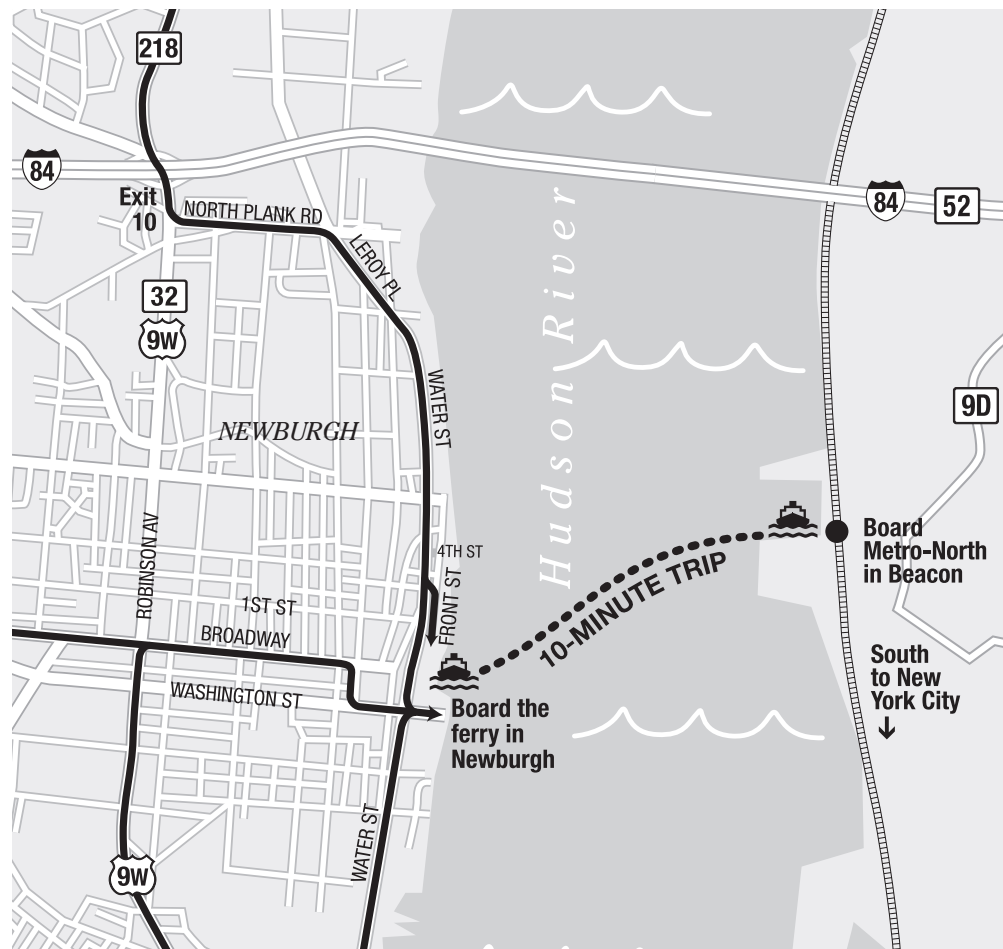 218
84
Exit
10
NORTH PLANK RD
LEROY PL
84
52
32
9W
Hudson River
WATER ST
9D
NEWBURGH
ROBINSON AV
4TH ST
FRONT ST
1ST ST
BROADWAY
WASHINGTON ST
10-MINUTE TRIP
Board
Metro-North
in Beacon
South
to New
York City
Board the
ferry in
Newburgh
WATER ST
9W